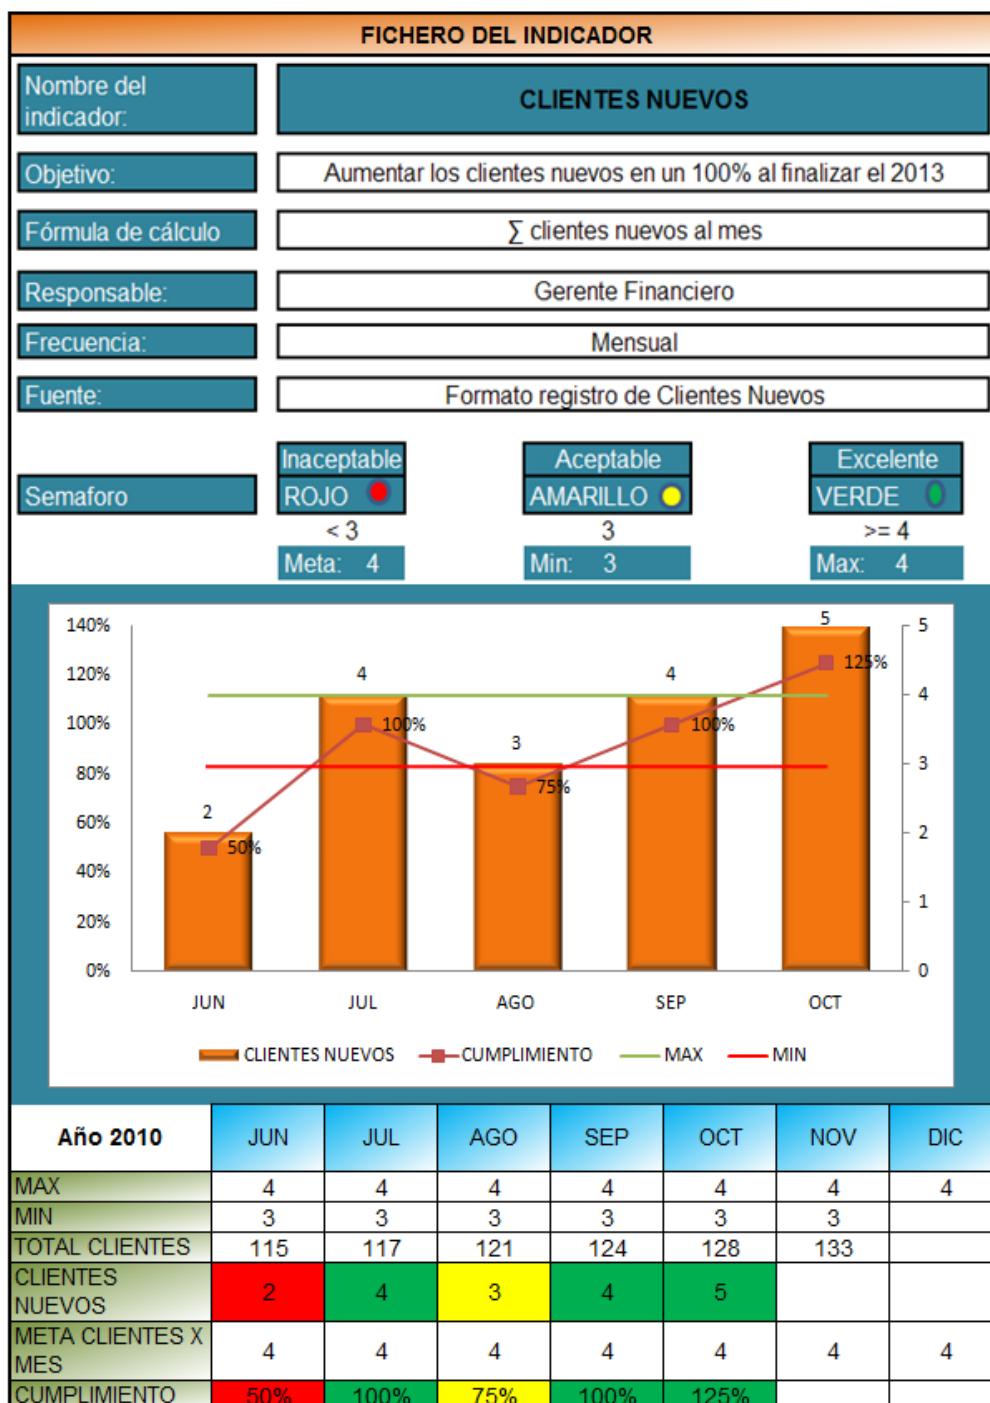 FICHERO DEL INDICADOR
Nombre del
indicador:
CLIENTES NUEVOS
Objetivo:
Aumentar los clientes nuevos en un 100% al finalizar el 2013
Fórmula de cálculo
∑ clientes nuevos al mes
Responsable:
Gerente Financiero
Frecuencia:
Mensual
Fuente:
Formato registro de Clientes Nuevos
Semaforo
Inaceptable Aceptable Excelente
ROJO AMARILLO VERDE
< 3 3 >= 4
Meta: 4 Min: 3 Max: 4
140%
120%
100%
80%
60%
40%
20%
0%
5
4
3
2
1
0
2 4 3 4 5
50% 100% 75% 100% 125%
JUN JUL AGO SEP OCT
CLIENTES NUEVOS CUMPLIMIENTO MAX MIN
Año 2010 JUN JUL AGO SEP OCT NOV DIC
MAX 4 4 4 4 4 4 4
MIN 3 3 3 3 3 3
TOTAL CLIENTES 115 117 121 124 128 133
CLIENTES
NUEVOS 2 4 3 4 5
META CLIENTES X
MES 4 4 4 4 4 4 4
CUMPLIMIENTO 50% 100% 75% 100% 125%